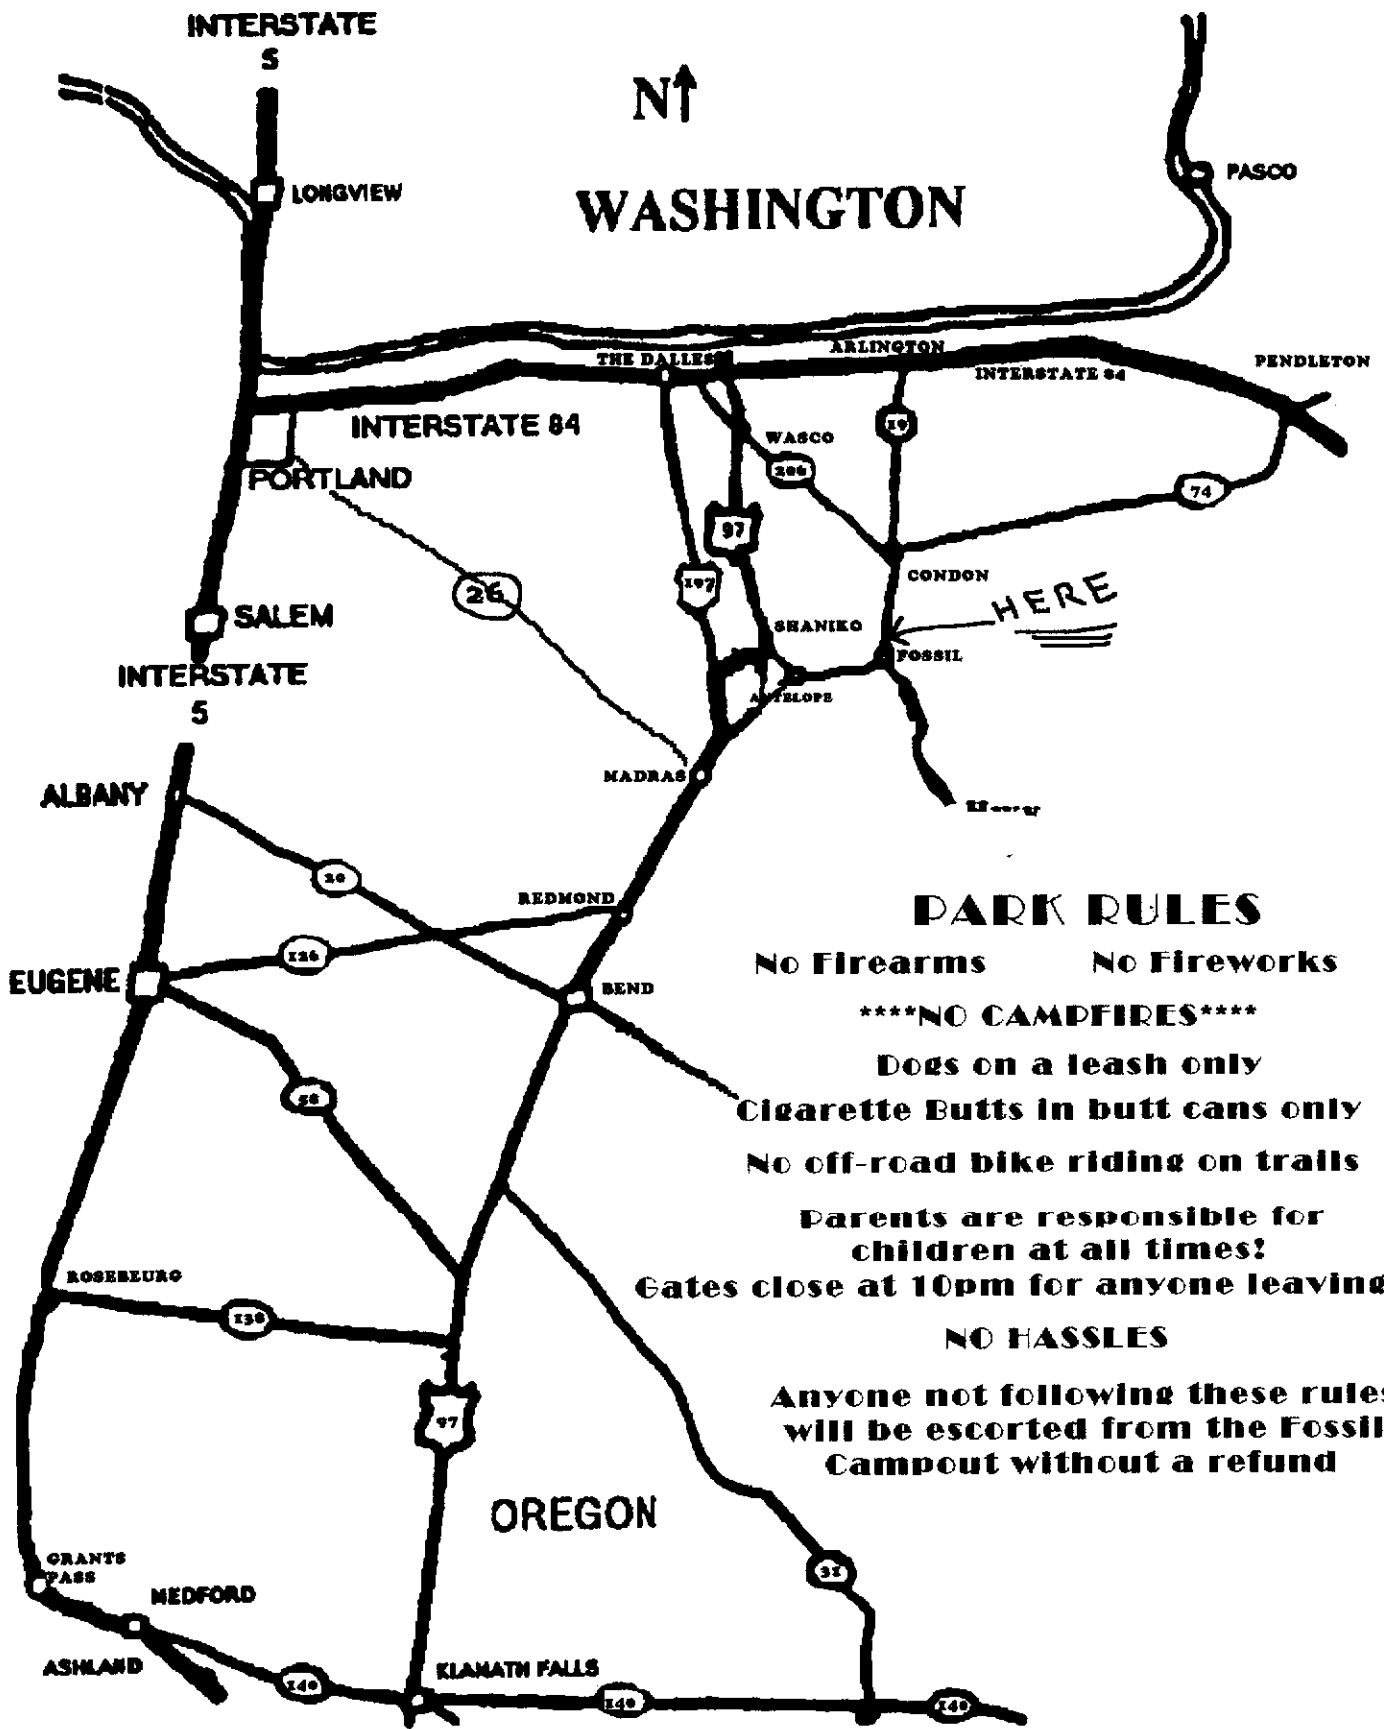 INTERSTATE
5
N
LONGVIEW
PASCO
WASHINGTON
THE DALLES
ARLINGTON
INTERSTATE 84
PENDLETON
INTERSTATE 84
19
WASCO
206
PORTLAND
74
97
26
197
CONDON
HERE
SALEM
SHANIKO
FOSSIL
INTERSTATE
5
ANTELOPE
MADRAS
ALBANY
20
REDMOND
PARK RULES
126
No Firearms No Fireworks
EUGENE
BEND
****NO CAMPFIRES****
Dogs on a leash only
58
Cigarette Butts in butt cans only
No off-road bike riding on trails
Parents are responsible for
children at all times!
ROSEBEURG
Gates close at 10pm for anyone leaving
138
NO HASSLES
97
Anyone not following these rules
will be escorted from the Fossil
Campout without a refund
OREGON
GRANTS
PASS
31
MEDFORD
ASHLAND
KLAMATH FALLS
140
140
140